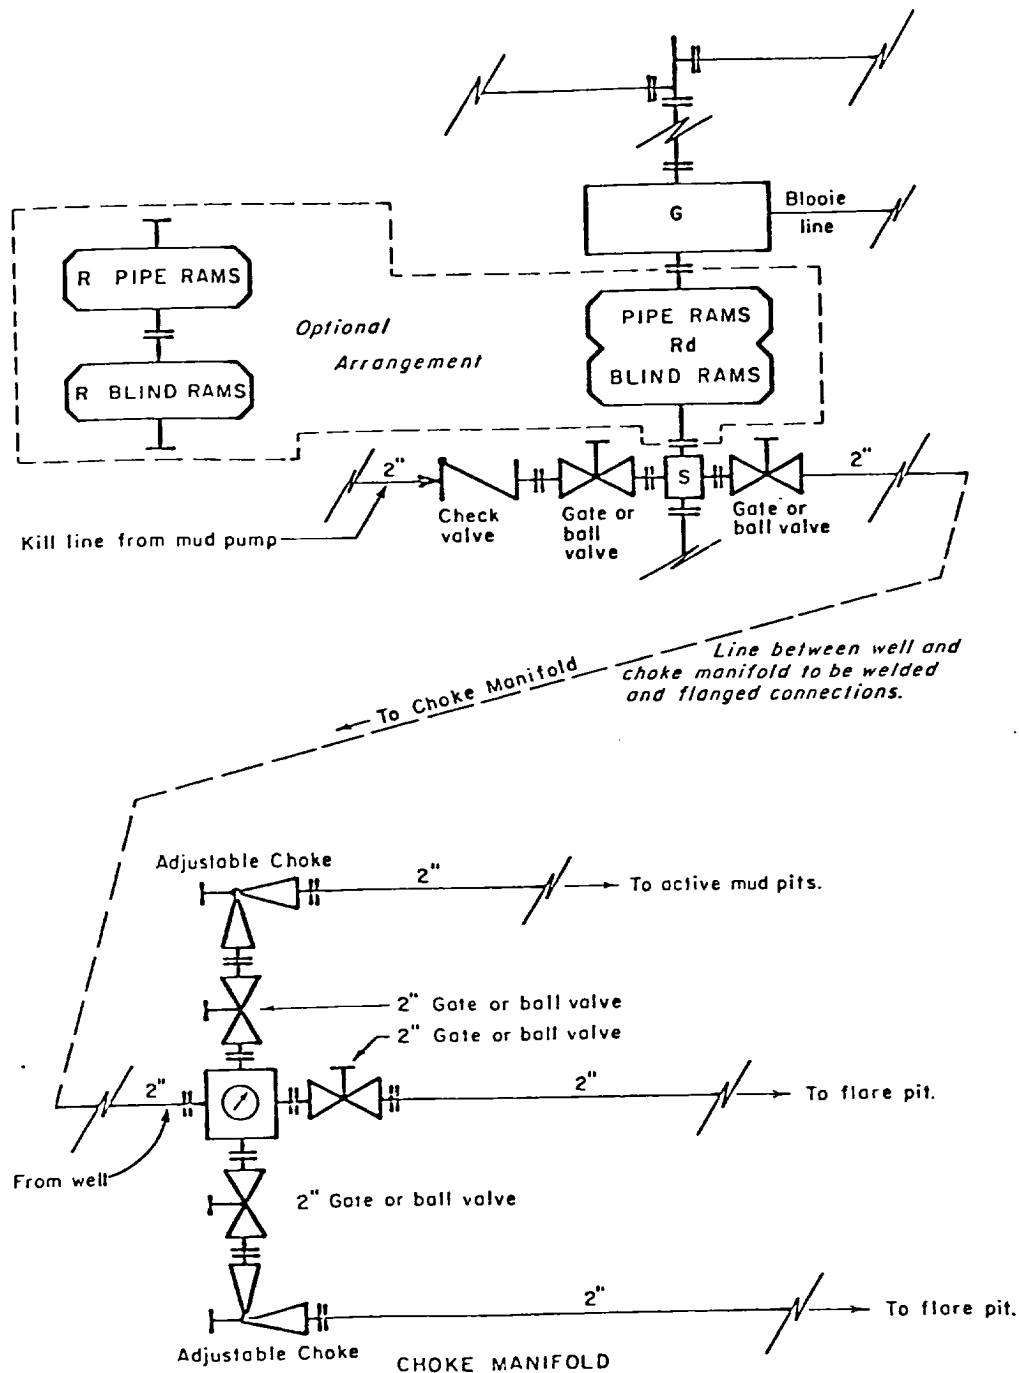 G
Blooie
line
R PIPE RAMS
R BLIND RAMS
Optional
Arrangement
PIPE RAMS
Rd
BLIND RAMS
2"
S
2"
Check
valve
Gate or
ball
valve
Gate or
ball valve
Kill line from mud pump
Line between well and
choke manifold to be welded
and flanged connections.
To Choke Manifold
Adjustable Choke
2"
To active mud pits.
2" Gate or ball valve
2" Gate or ball valve
2"
2"
To flare pit.
From well
2" Gate or ball valve
2"
To flare pit.
Adjustable Choke
CHOKE MANIFOLD